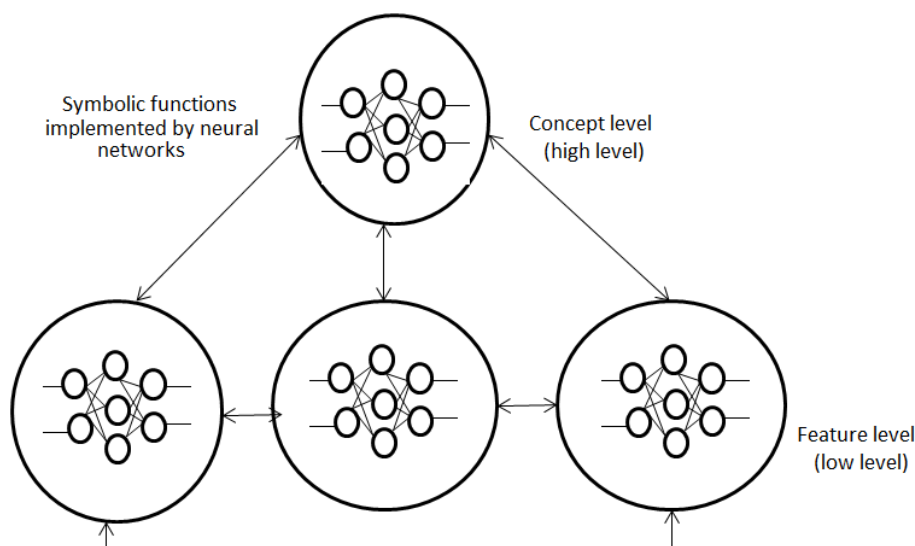 Symbolic functions
implemented by neural
networks
Concept level
(high level)
Feature level
(low level)